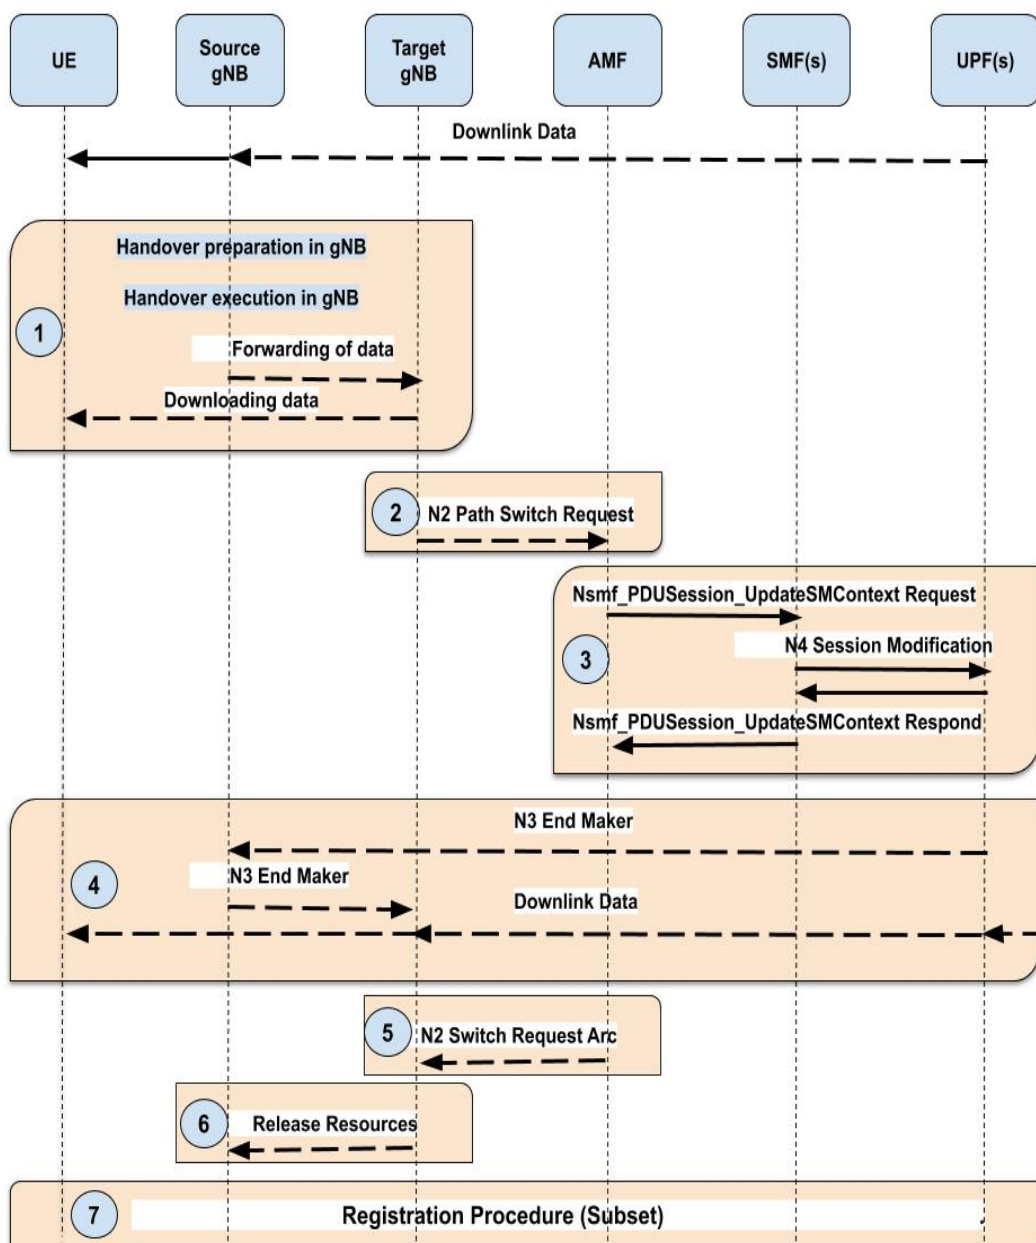 UE
Source
gNB
Target
gNB
AMF
SMF(s)
UPF(s)
Downlink Data
Handover preparation in gNB
Handover execution in gNB
1
Forwarding of data
Downloading data
2
N2 Path Switch Request
Nsmf_PDUSession_UpdateSMContext Request
3
N4 Session Modification
Nsmf_PDUSession_UpdateSMContext Respond
N3 End Maker
4
N3 End Maker
Downlink Data
5
N2 Switch Request Arc
6
Release Resources
7
Registration Procedure (Subset) .